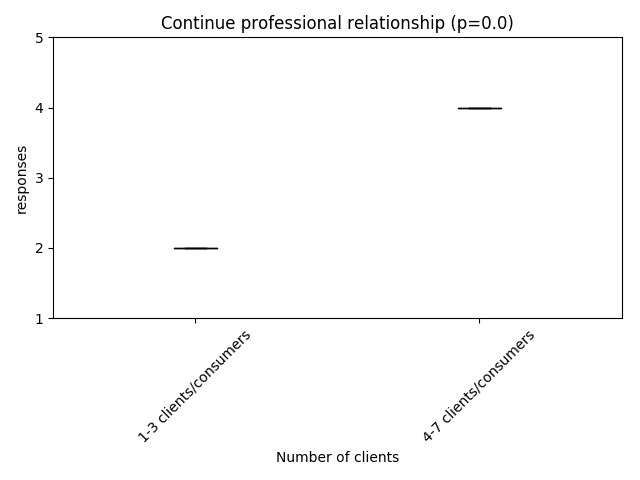 Continue professional relationship (p=0.0)
5
4
3
2
1
responses
1-3 clients/consumers
4-7 clients/consumers
Number of clients